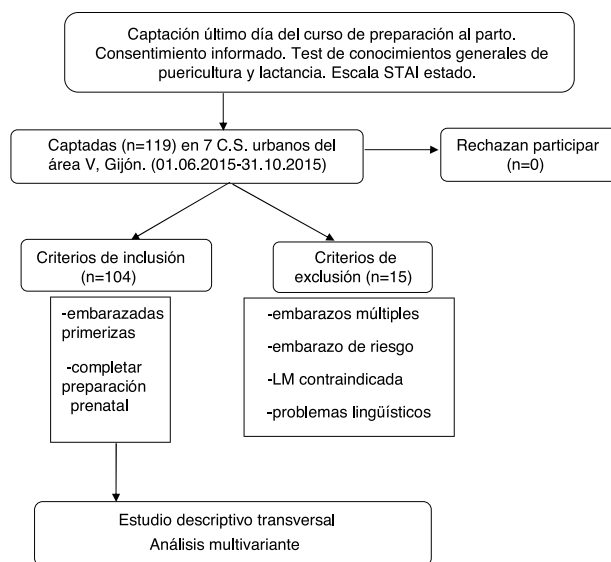 Captación último día del curso de preparación al parto.
Consentimiento informado. Test de conocimientos generales de
puericultura y lactancia. Escala STAI estado.
Captadas (n=119) en 7 C.S. urbanos del
área V, Gijón. (01.06.2015-31.10.2015)
Rechazan participar
(n=0)
Criterios de inclusión
(n=104)
Criterios de
exclusión (n=15)
-embarazadas
primerizas
-completar
preparación
prenatal
-embarazos múltiples
-embarazo de riesgo
-LM contraindicada
-problemas lingüísticos
Estudio descriptivo transversal
Análisis multivariante